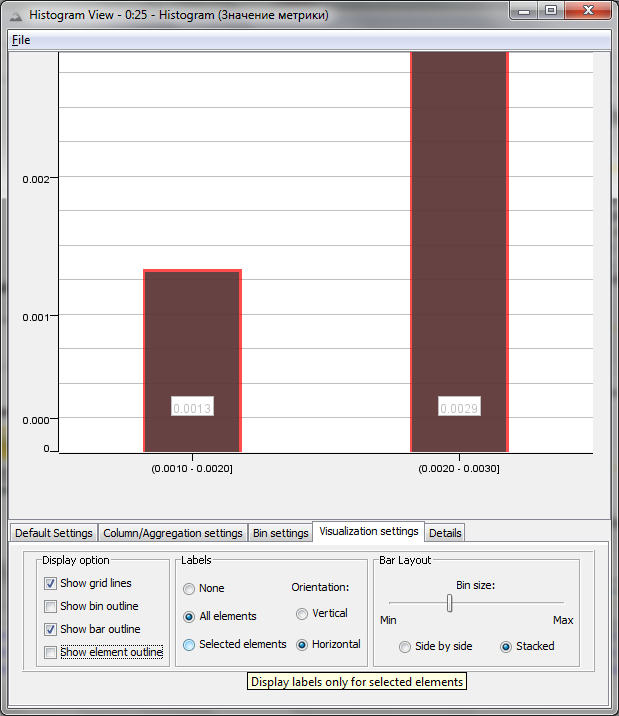 Histogram View - 0:25 - Histogram (Значение метрики)
File
0.002
0.001
0.000
0
0.0013
0.0029
(0.0010 - 0.0020]
(0.0020 - 0.0030]
Default Settings
Column/Aggregation settings
Bin settings
Visualization settings
Details
Display option
Show grid lines
Show bin outline
Show bar outline
Show element outline
Labels
None
All elements
Selected elements
Orientation:
Vertical
Horizontal
Bar Layout
Bin size:
Min
Max
Side by side
Stacked
Display labels only for selected elements